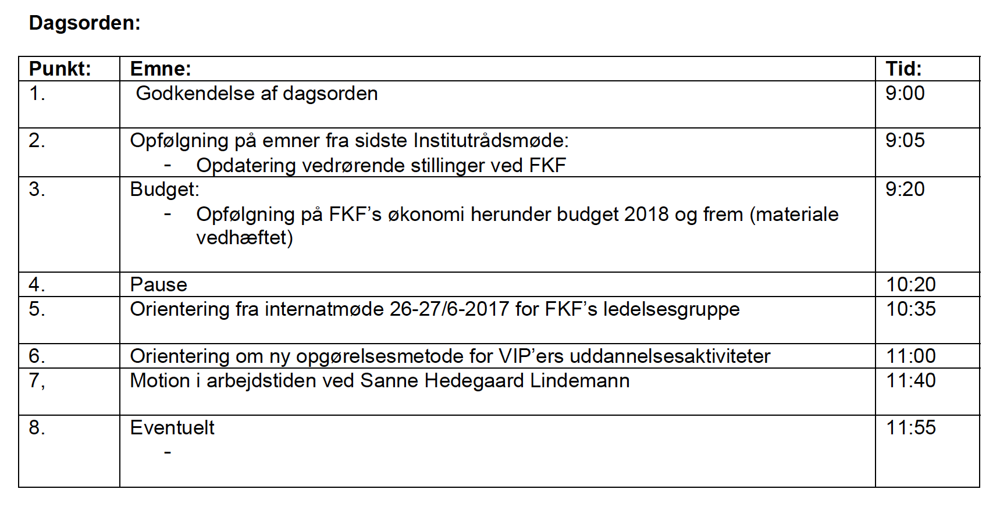 Dagsorden:
Punkt: Emne: Tid:
1. Godkendelse af dagsorden 9:00
2. Opfølgning på emner fra sidste Institutrådsmøde: 9:05
- Opdatering vedrørende stillinger ved FKF
3. Budget: 9:20
- Opfølgning på FKF’s økonomi herunder budget 2018 og frem (materiale
vedhæftet)
4. Pause 10:20
5. Orientering fra internatmøde 26-27/6-2017 for FKF’s ledelsesgruppe 10:35
6. Orientering om ny opgørelsesmetode for VIP’ers uddannelsesaktiviteter 11:00
7, Motion i arbejdstiden ved Sanne Hedegaard Lindemann 11:40
8. Eventuelt 11:55
-